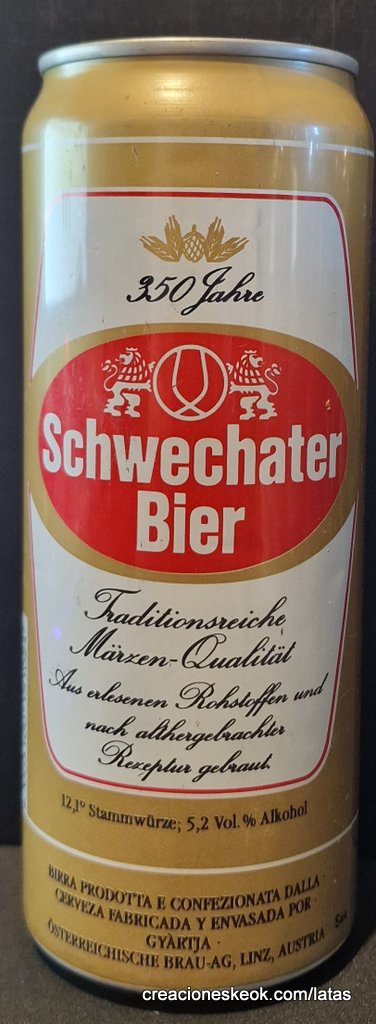 350 Jahre
Schwechater
Bier
Traditionsreiche
Märzen-Qualität
Aus erlesenen Rohstoffen und
nach althergebrachter
Rezeptur gebraut.
12,1° Stammwürze; 5,2 Vol. % Alkohol
BIRRA PRODOTTA E CONFEZIONATA DALLA ·
CERVEZA FABRICADA Y ENVASADA POR ·
GYÀRTJA ·
ÖSTERREICHISCHE BRAU-AG, LINZ, AUSTRIA
creacioneskeok.com/latas